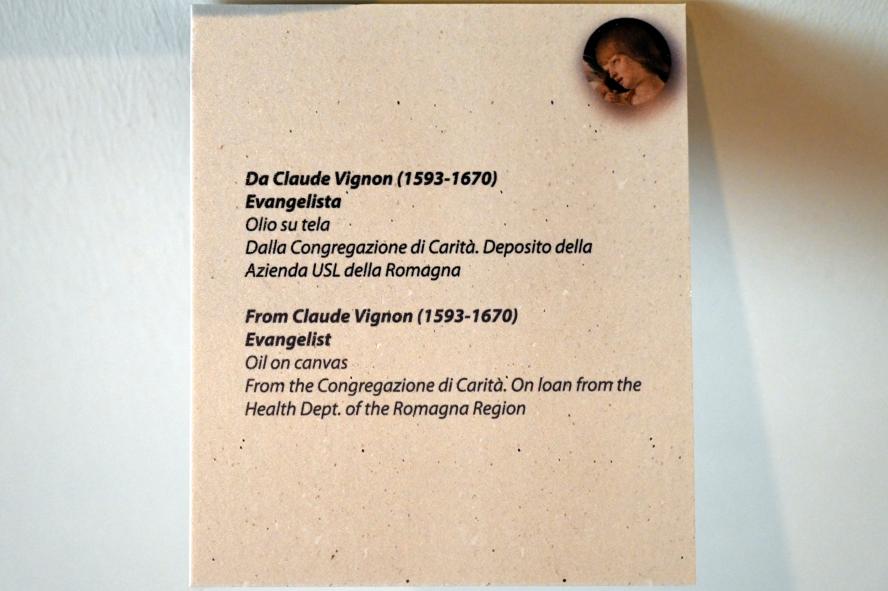 Da Claude Vignon (1593-1670)
Evangelista
Olio su tela
Dalla Congregazione di Carità. Deposito della
Azienda USL della Romagna
From Claude Vignon (1593-1670)
Evangelist
Oil on canvas
From the Congregazione di Carità. On loan from the
Health Dept. of the Romagna Region